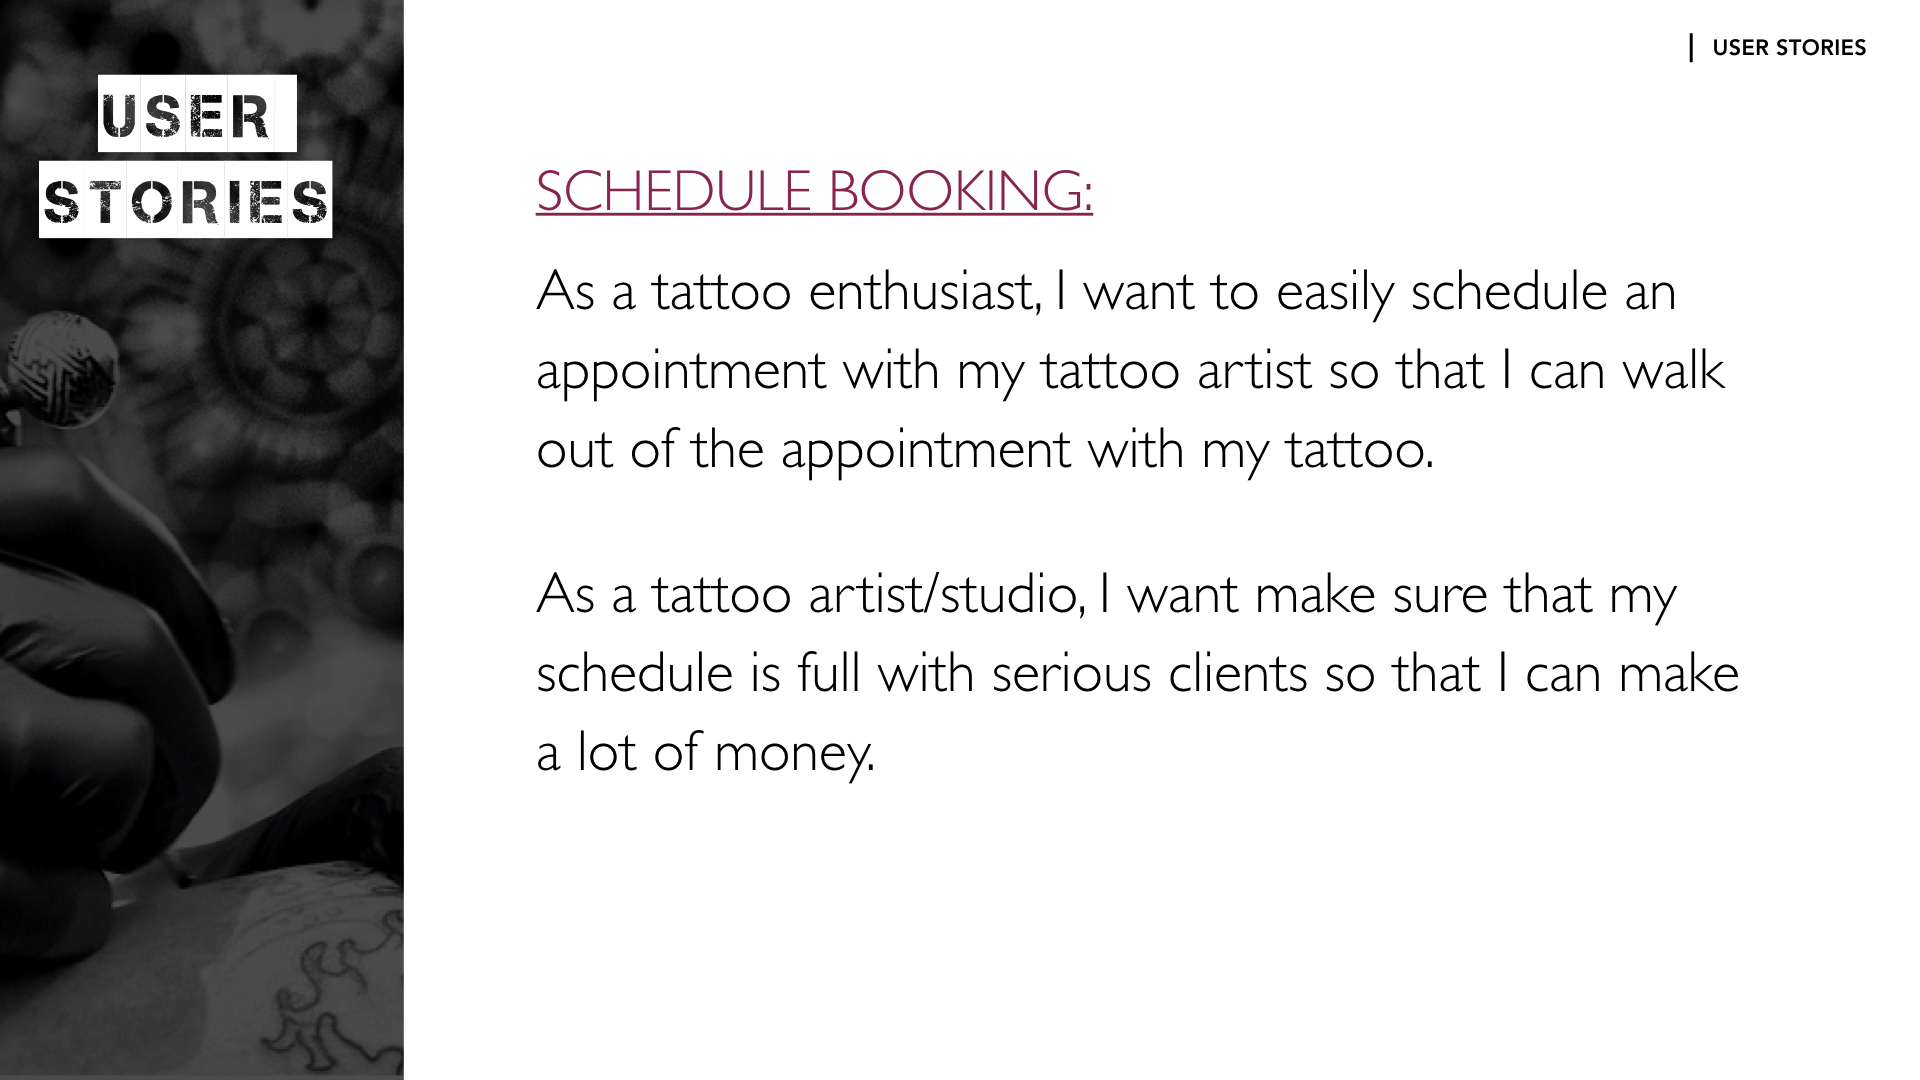 USER
STORIES
USER STORIES
SCHEDULE BOOKING:
As a tattoo enthusiast, I want to easily schedule an
appointment with my tattoo artist so that I can walk
out of the appointment with my tattoo.
As a tattoo artist/studio, I want make sure that my
schedule is full with serious clients so that I can make
a lot of money.